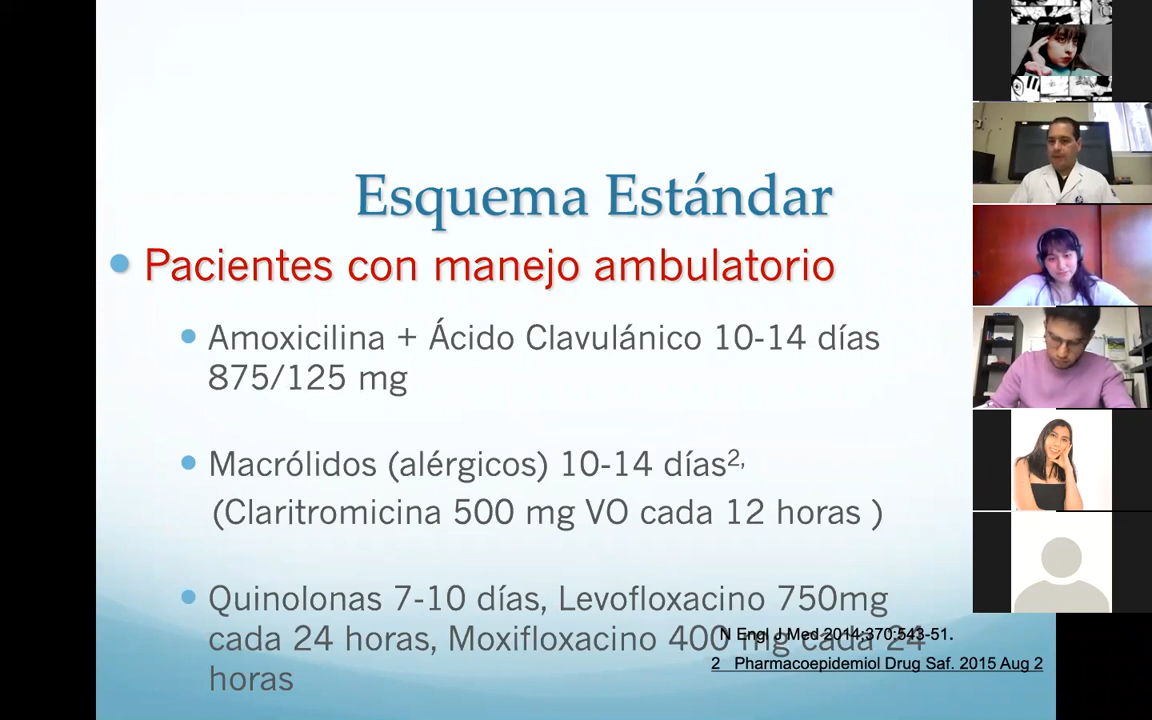 Esquema Estándar
Pacientes con manejo ambulatorio
Amoxicilina + Ácido Clavulánico 10-14 días
875/125 mg
Macrólidos (alérgicos) 10-14 días²,
(Claritromicina 500 mg VO cada 12 horas )
Quinolonas 7-10 días, Levofloxacino 750mg
cada 24 horas, Moxifloxacino 400 mg cada 24
horas
N Engl J Med 2014;370:543-51.
2 Pharmacoepidemiol Drug Saf. 2015 Aug 2